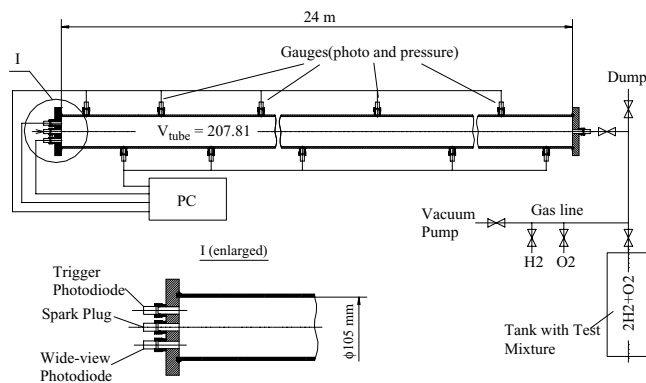 24 m
I
Gauges(photo and pressure)
Dump
V_tube = 207.81
PC
Gas line
Vacuum
Pump
I (enlarged)
H2
O2
Trigger
Photodiode
Spark Plug
Wide-view
Photodiode
ϕ105 mm
Tank with Test
Mixture
2H2+O2